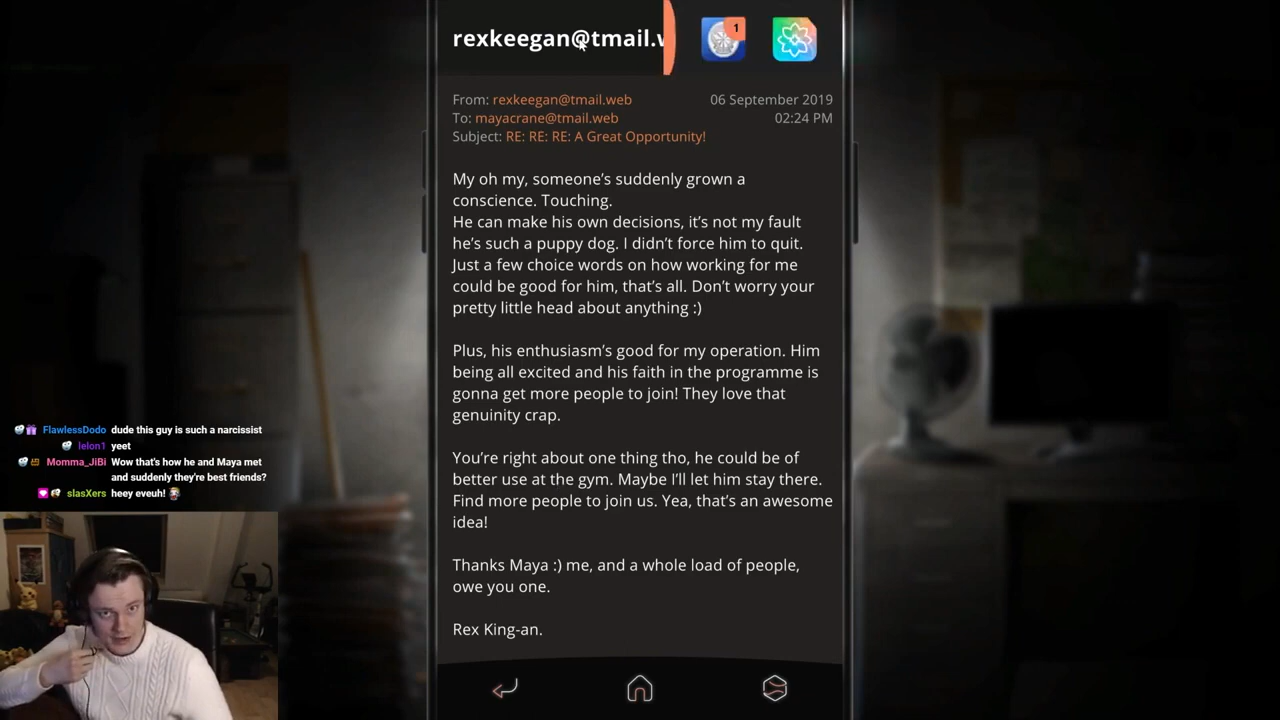 rexkeegan@tmail.w
1
From: rexkeegan@tmail.web
06 September 2019
To: mayacrane@tmail.web
02:24 PM
Subject: RE: RE: RE: A Great Opportunity!
My oh my, someone's suddenly grown a
conscience. Touching.
He can make his own decisions, it's not my fault
he's such a puppy dog. I didn't force him to quit.
Just a few choice words on how working for me
could be good for him, that's all. Don't worry your
pretty little head about anything :)
Plus, his enthusiasm's good for my operation. Him
being all excited and his faith in the programme is
gonna get more people to join! They love that
genuinity crap.
You're right about one thing tho, he could be of
better use at the gym. Maybe I'll let him stay there.
Find more people to join us. Yea, that's an awesome
idea!
Thanks Maya :) me, and a whole load of people,
owe you one.
Rex King-an.
FlawlessDodo dude this guy is such a narcissist
lelon1 yeet
Momma_JiBi Wow that's how he and Maya met
and suddenly they're best friends?
slasXers heey eveuh!